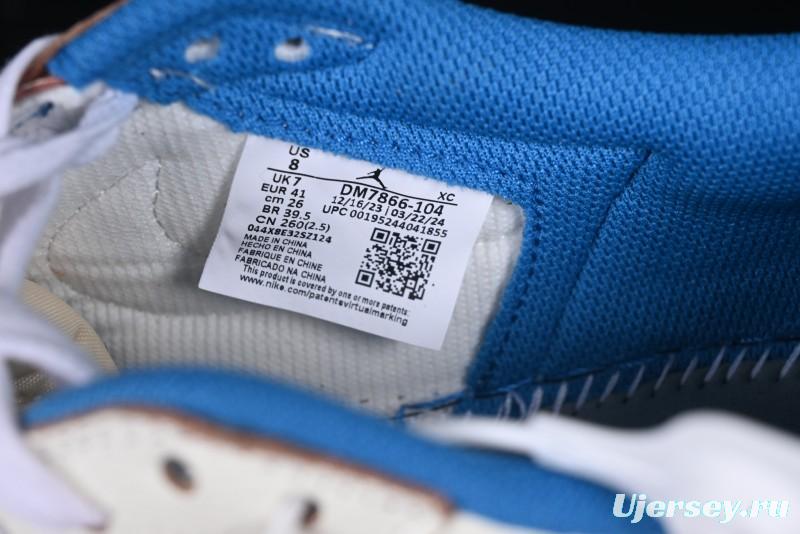 US
8
UK 7
EUR 41
cm 26
BR 39.5
CN 260(2.5)
044X8E32SZ124
XC
DM7866-104
12/16/23 | 03/22/24
UPC 00195244041855
MADE IN CHINA
HECHO EN CHINA
FABRIQUE EN CHINE
FABRICADO NA CHINA
This product is covered by one or more patents:
www.nike.com/patentsvirtualmarking
Ujersey.ru